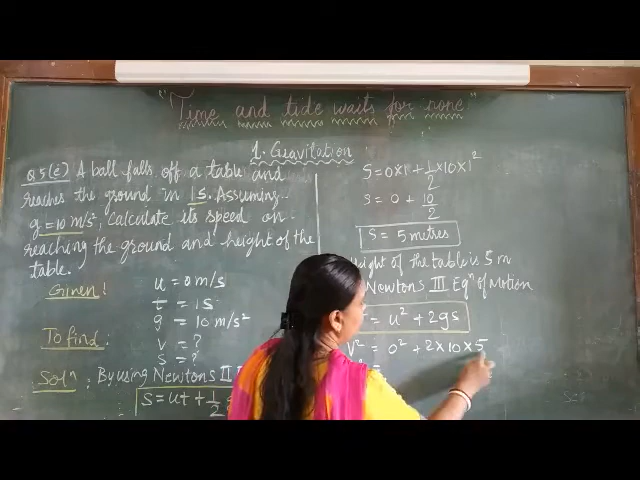 "Time and tide waits for none"
1. Gravitation
Q5(E) A ball falls off a table and
reaches the ground in 1s. Assuming
g = 10 m/s², Calculate its speed on
reaching the ground and height of the
table.
Given:
u = 0 m/s
t = 1s
g = 10 m/s²
To find:
v = ?
s = ?
Solⁿ: By using Newtons II
s = ut + 1/2
s = 0×1 + 1/2 × 10 × 1²
s = 0 + 10/2
s = 5 metres
Height of the table is 5 m
Newtons III Eqⁿ of Motion
= u² + 2gs
v² = 0² + 2×10×5
=